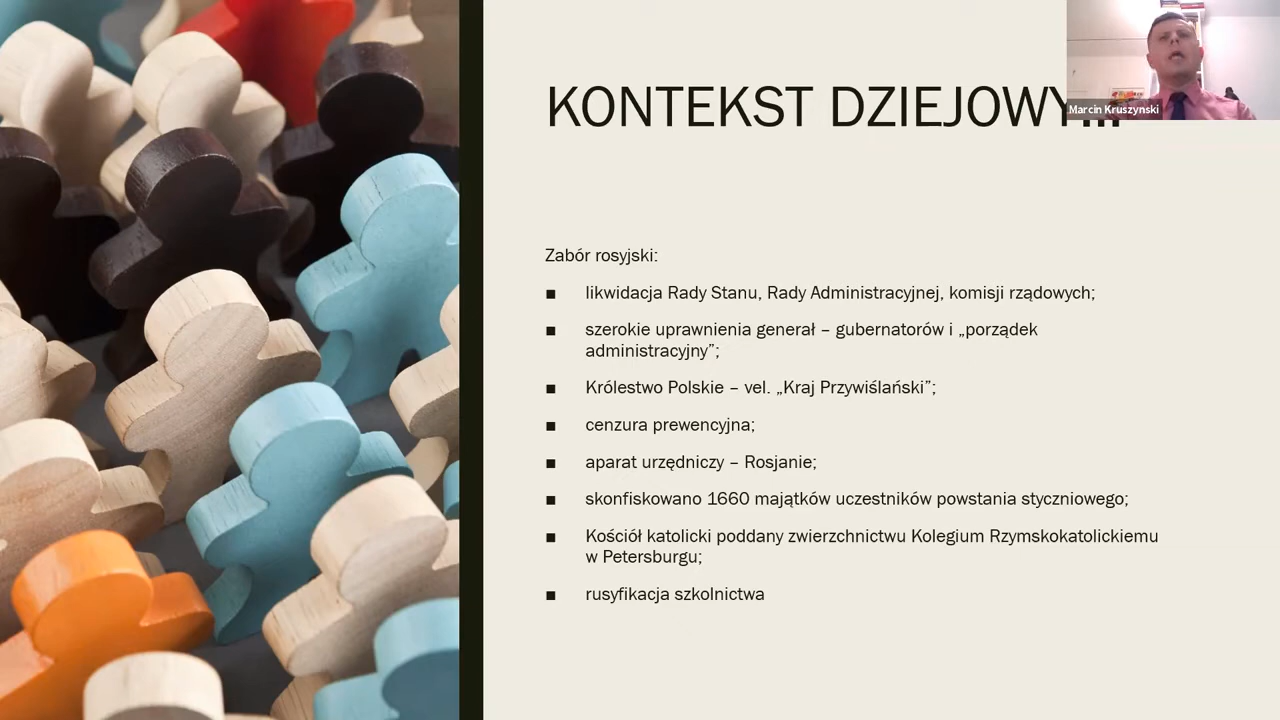 KONTEKST DZIEJOWY...
Marcin Kruszynski
Zabór rosyjski:
■ likwidacja Rady Stanu, Rady Administracyjnej, komisji rządowych;
■ szerokie uprawnienia generał – gubernatorów i „porządek
administracyjny”;
■ Królestwo Polskie – vel. „Kraj Przywiślański”;
■ cenzura prewencyjna;
■ aparat urzędniczy – Rosjanie;
■ skonfiskowano 1660 majątków uczestników powstania styczniowego;
■ Kościół katolicki poddany zwierzchnictwu Kolegium Rzymskokatolickiemu
w Petersburgu;
■ rusyfikacja szkolnictwa